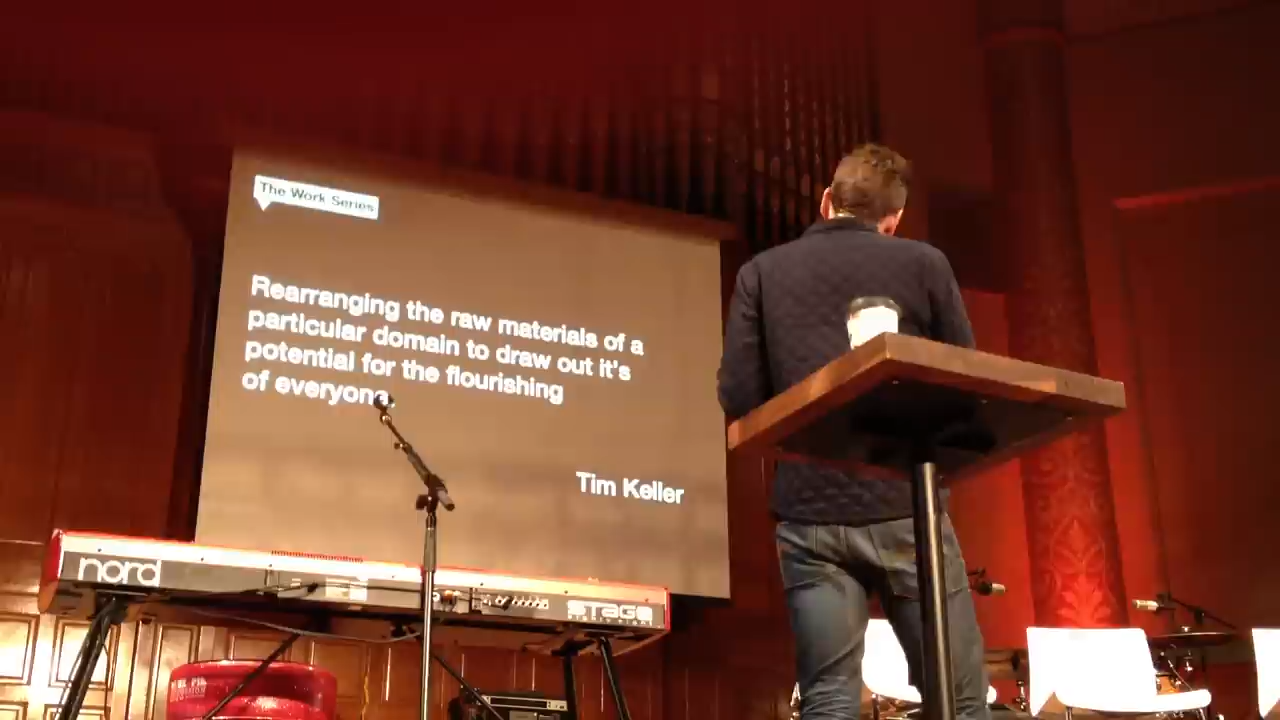 The Work Series
Rearranging the raw materials of a
particular domain to draw out it's
potential for the flourishing
of everyone.
Tim Keller
nord
STAGE